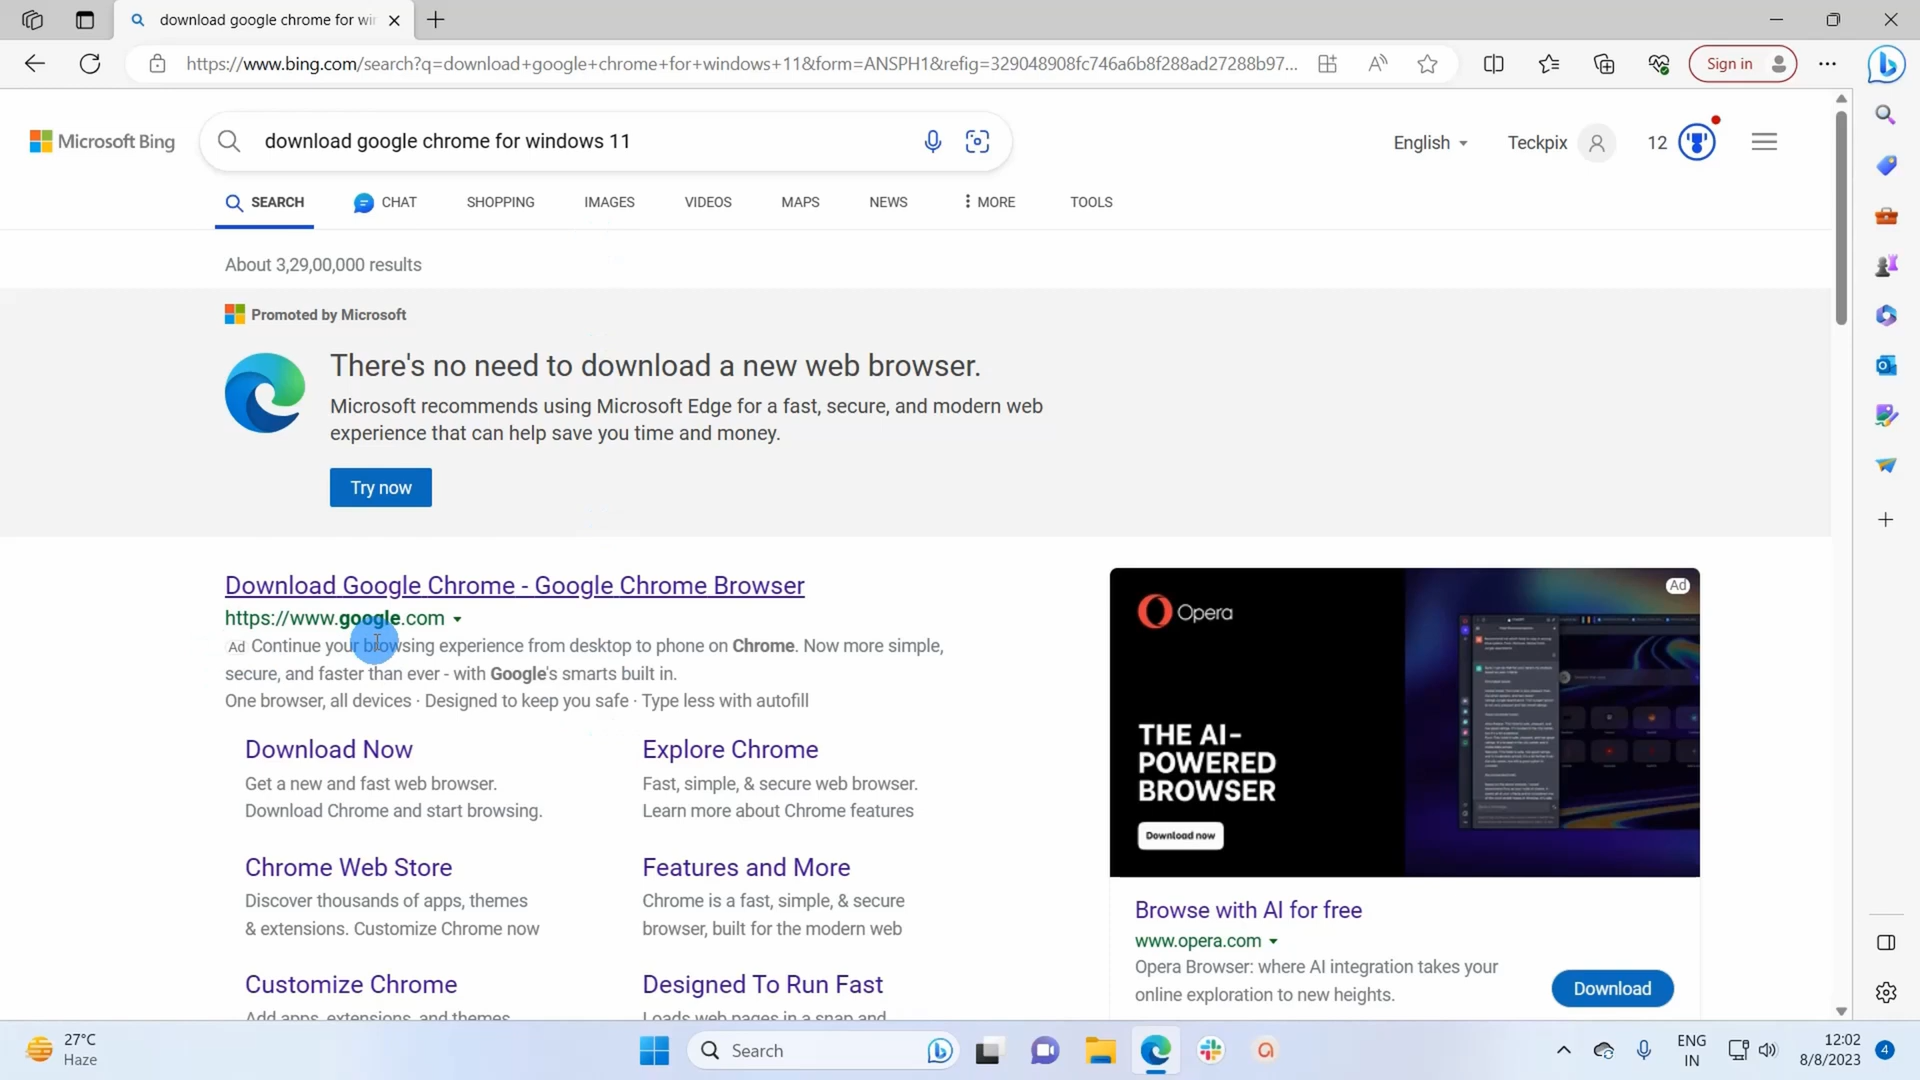 download google chrome for wi
https://www.bing.com/search?q=download+google+chrome+for+windows+11&form=ANSPH1&refig=329048908fc746a6b8f288ad27288b97...
Sign in
Microsoft Bing
download google chrome for windows 11
English
Teckpix
12
SEARCH
CHAT
SHOPPING
IMAGES
VIDEOS
MAPS
NEWS
MORE
TOOLS
About 3,29,00,000 results
Promoted by Microsoft
There's no need to download a new web browser.
Microsoft recommends using Microsoft Edge for a fast, secure, and modern web
experience that can help save you time and money.
Try now
Download Google Chrome - Google Chrome Browser
https://www.google.com
Ad Continue your browsing experience from desktop to phone on Chrome. Now more simple,
secure, and faster than ever - with Google's smarts built in.
One browser, all devices · Designed to keep you safe · Type less with autofill
Download Now
Get a new and fast web browser.
Download Chrome and start browsing.
Explore Chrome
Fast, simple, & secure web browser.
Learn more about Chrome features
Chrome Web Store
Discover thousands of apps, themes
& extensions. Customize Chrome now
Features and More
Chrome is a fast, simple, & secure
browser, built for the modern web
Customize Chrome
Add apps, extensions, and themes
Designed To Run Fast
Loads web pages in a snap and
Ad
Opera
THE AI-
POWERED
BROWSER
Download now
Browse with AI for free
www.opera.com
Opera Browser: where AI integration takes your
online exploration to new heights.
Download
27°C
Haze
Search
ENG
IN
12:02
8/8/2023
4